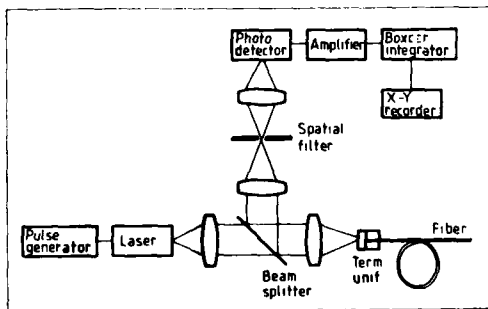 Photo
detector
Amplifier
Boxcar
integrator
X-Y
recorder
Spatial
filter
Pulse
generator
Laser
Beam
splitter
Term
unit
Fiber